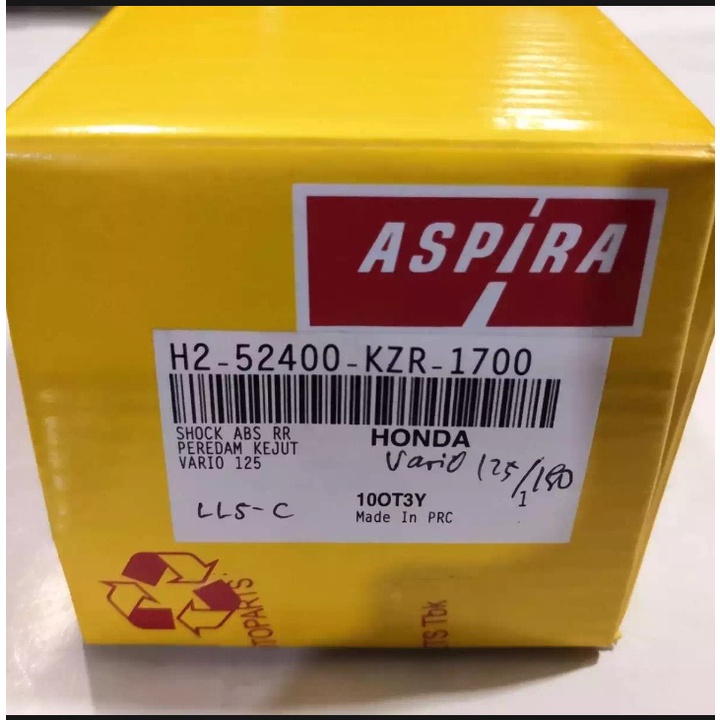 ASPIRA
H2-52400-KZR-1700
SHOCK ABS RR
PEREDAM KEJUT
VARIO 125
HONDA
Vario 125/150
LL5-C
10OT3Y
1
Made In PRC
TOPARTS
TS Tbk